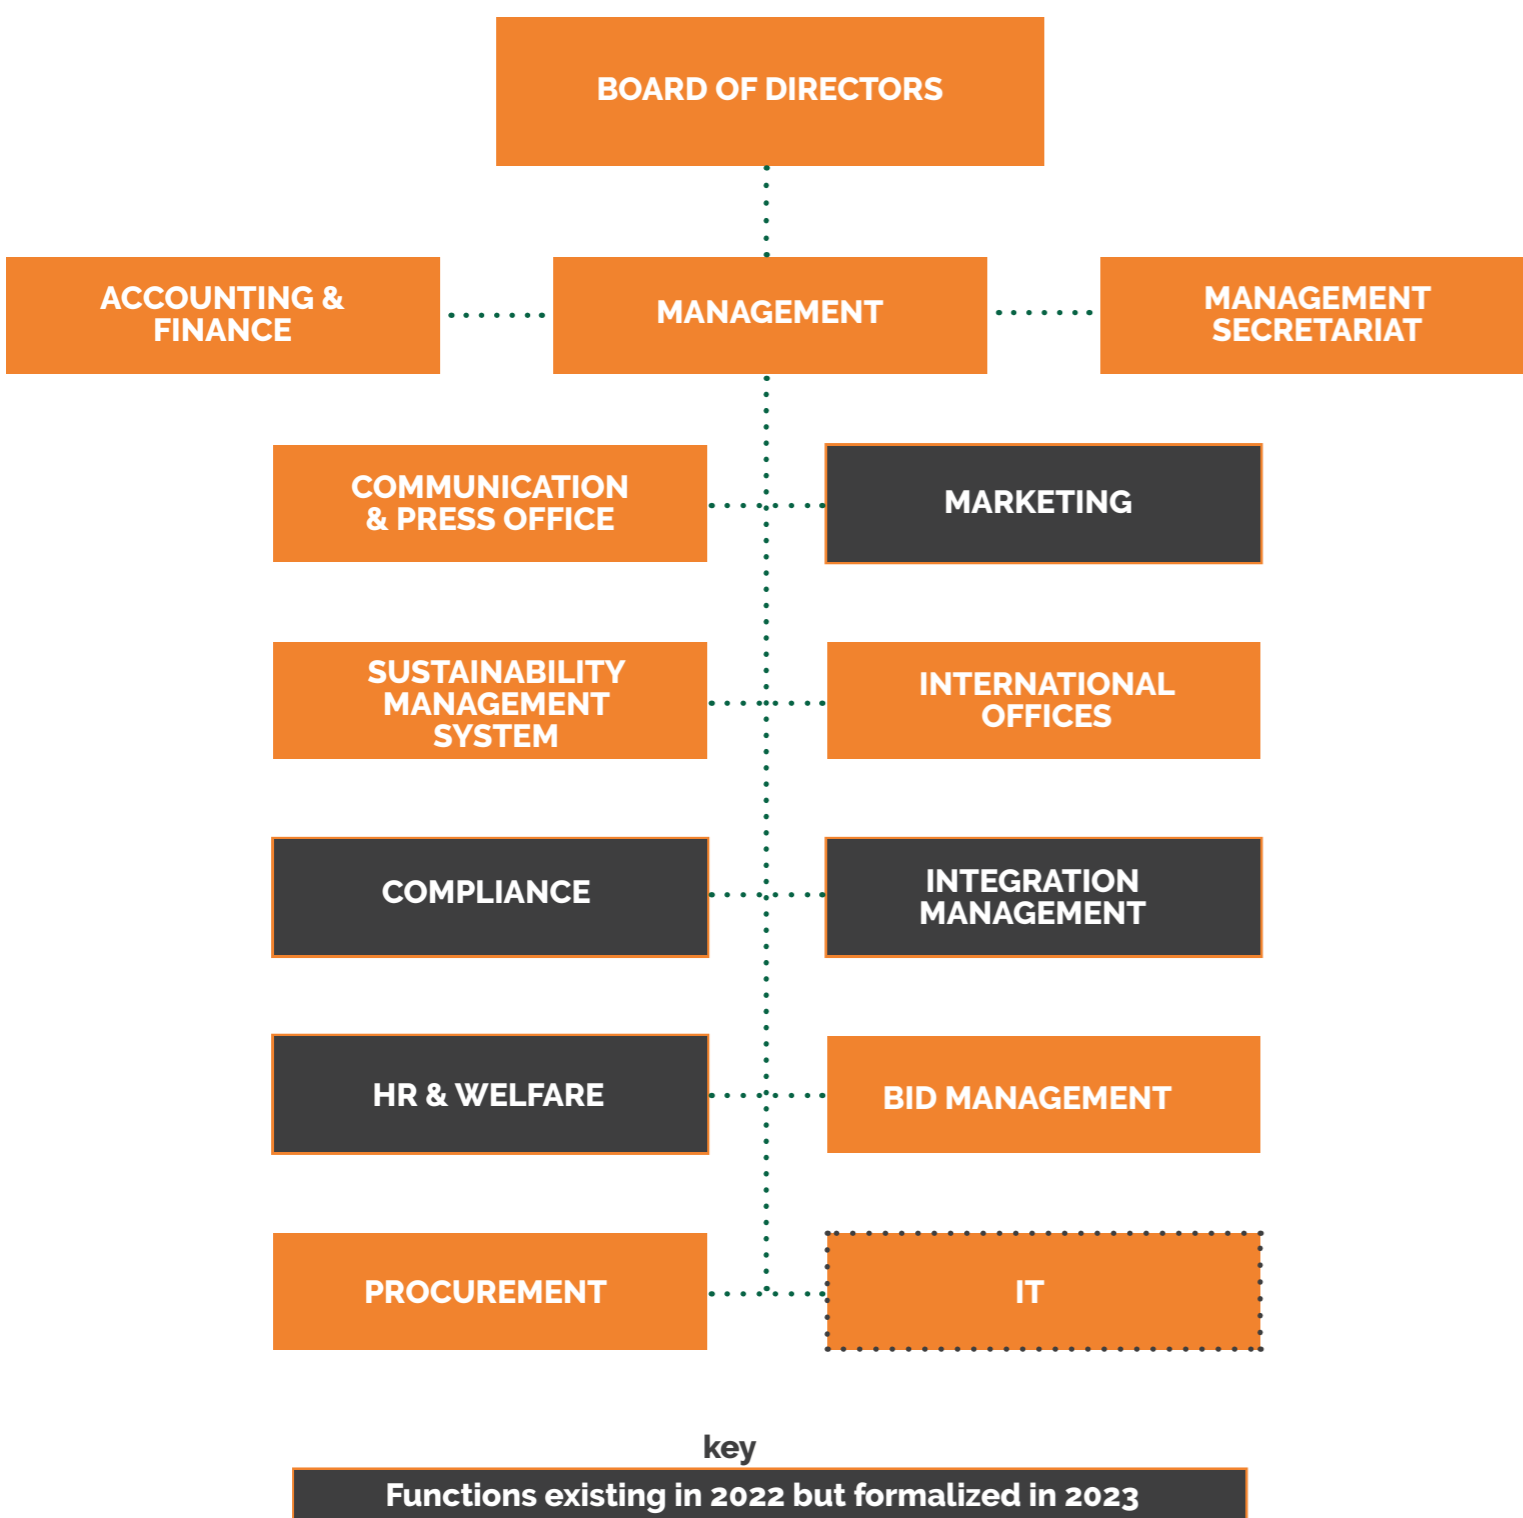 BOARD OF DIRECTORS
ACCOUNTING &
FINANCE
MANAGEMENT
MANAGEMENT
SECRETARIAT
COMMUNICATION
& PRESS OFFICE
MARKETING
SUSTAINABILITY
MANAGEMENT
SYSTEM
INTERNATIONAL
OFFICES
COMPLIANCE
INTEGRATION
MANAGEMENT
HR & WELFARE
BID MANAGEMENT
PROCUREMENT
IT
key
Functions existing in 2022 but formalized in 2023